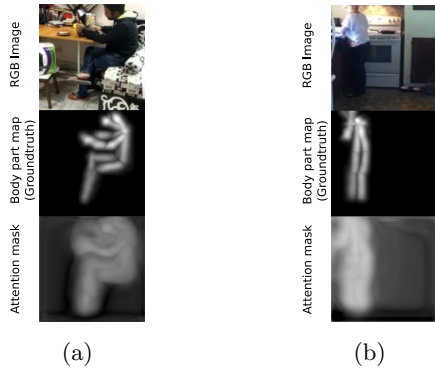 RGB Image
Body part map
(Groundtruth)
Attention mask
(a)
RGB Image
Body part map
(Groundtruth)
Attention mask
(b)